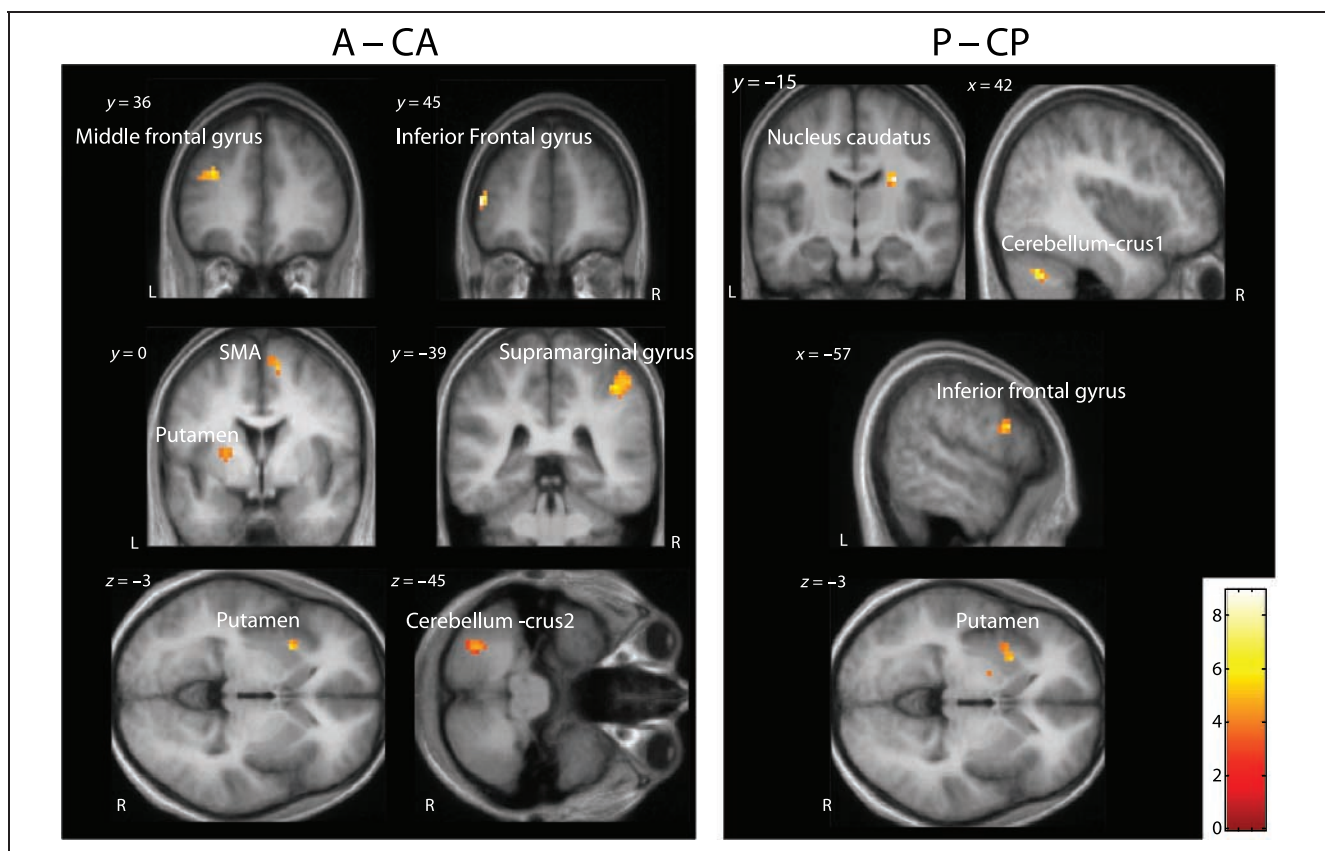 A – CA
P – CP
y = 36
Middle frontal gyrus
L
y = 45
Inferior Frontal gyrus
R
y = 0
SMA
Putamen
L
y = –39
Supramarginal gyrus
R
z = –3
Putamen
R
z = –45
Cerebellum -crus2
R
y = –15
Nucleus caudatus
L
x = 42
Cerebellum-crus1
R
x = –57
Inferior frontal gyrus
L
z = –3
Putamen
R
8
6
4
2
0